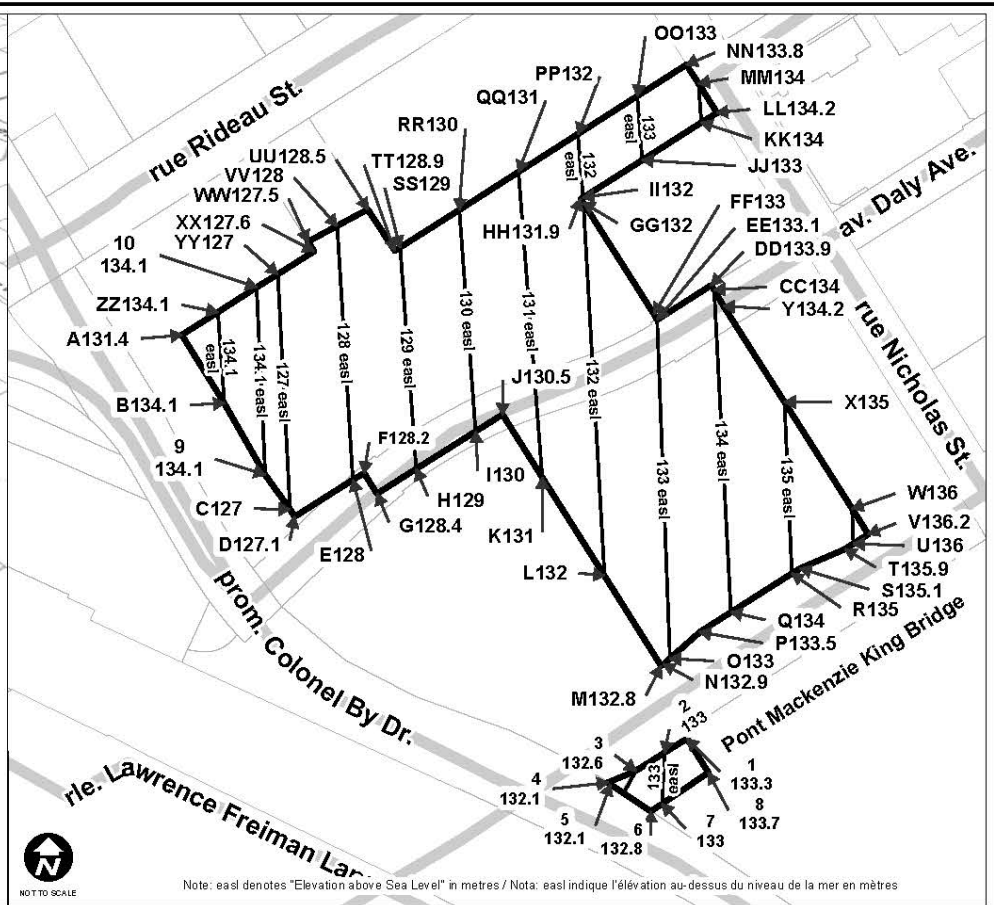 OO133
NN133.8
MM134
PP132
QQ131
LL134.2
KK134
RR130
JJ133
rue Rideau St.
UU128.5
VV128
WW127.5
TT128.9
SS129
XX127.6
YY127
10
134.1
ZZ134.1
A131.4
II132
HH131.9
GG132
FF133
EE133.1
DD133.9
CC134
Y134.2
av. Daly Ave.
rue Nicholas St.
133
easl
132
easl
134.1
easl
134.1 easl
127 easl
128 easl
129 easl
130 easl
131 easl
132 easl
133 easl
134 easl
135 easl
B134.1
9
134.1
C127
D127.1
E128
F128.2
G128.4
H129
I130
J130.5
K131
L132
X135
W136
V136.2
U136
T135.9
S135.1
R135
Q134
P133.5
O133
N132.9
M132.8
prom. Colonel By Dr.
Pont Mackenzie King Bridge
2
133
3
132.6
4
132.1
5
132.1
6
132.8
7
133
8
133.7
1
133.3
133
easl
rle. Lawrence Freiman Lan
N
NOT TO SCALE
Note: easl denotes "Elevation above Sea Level" in metres / Nota: easl indique l'élévation au-dessus du niveau de la mer en mètres